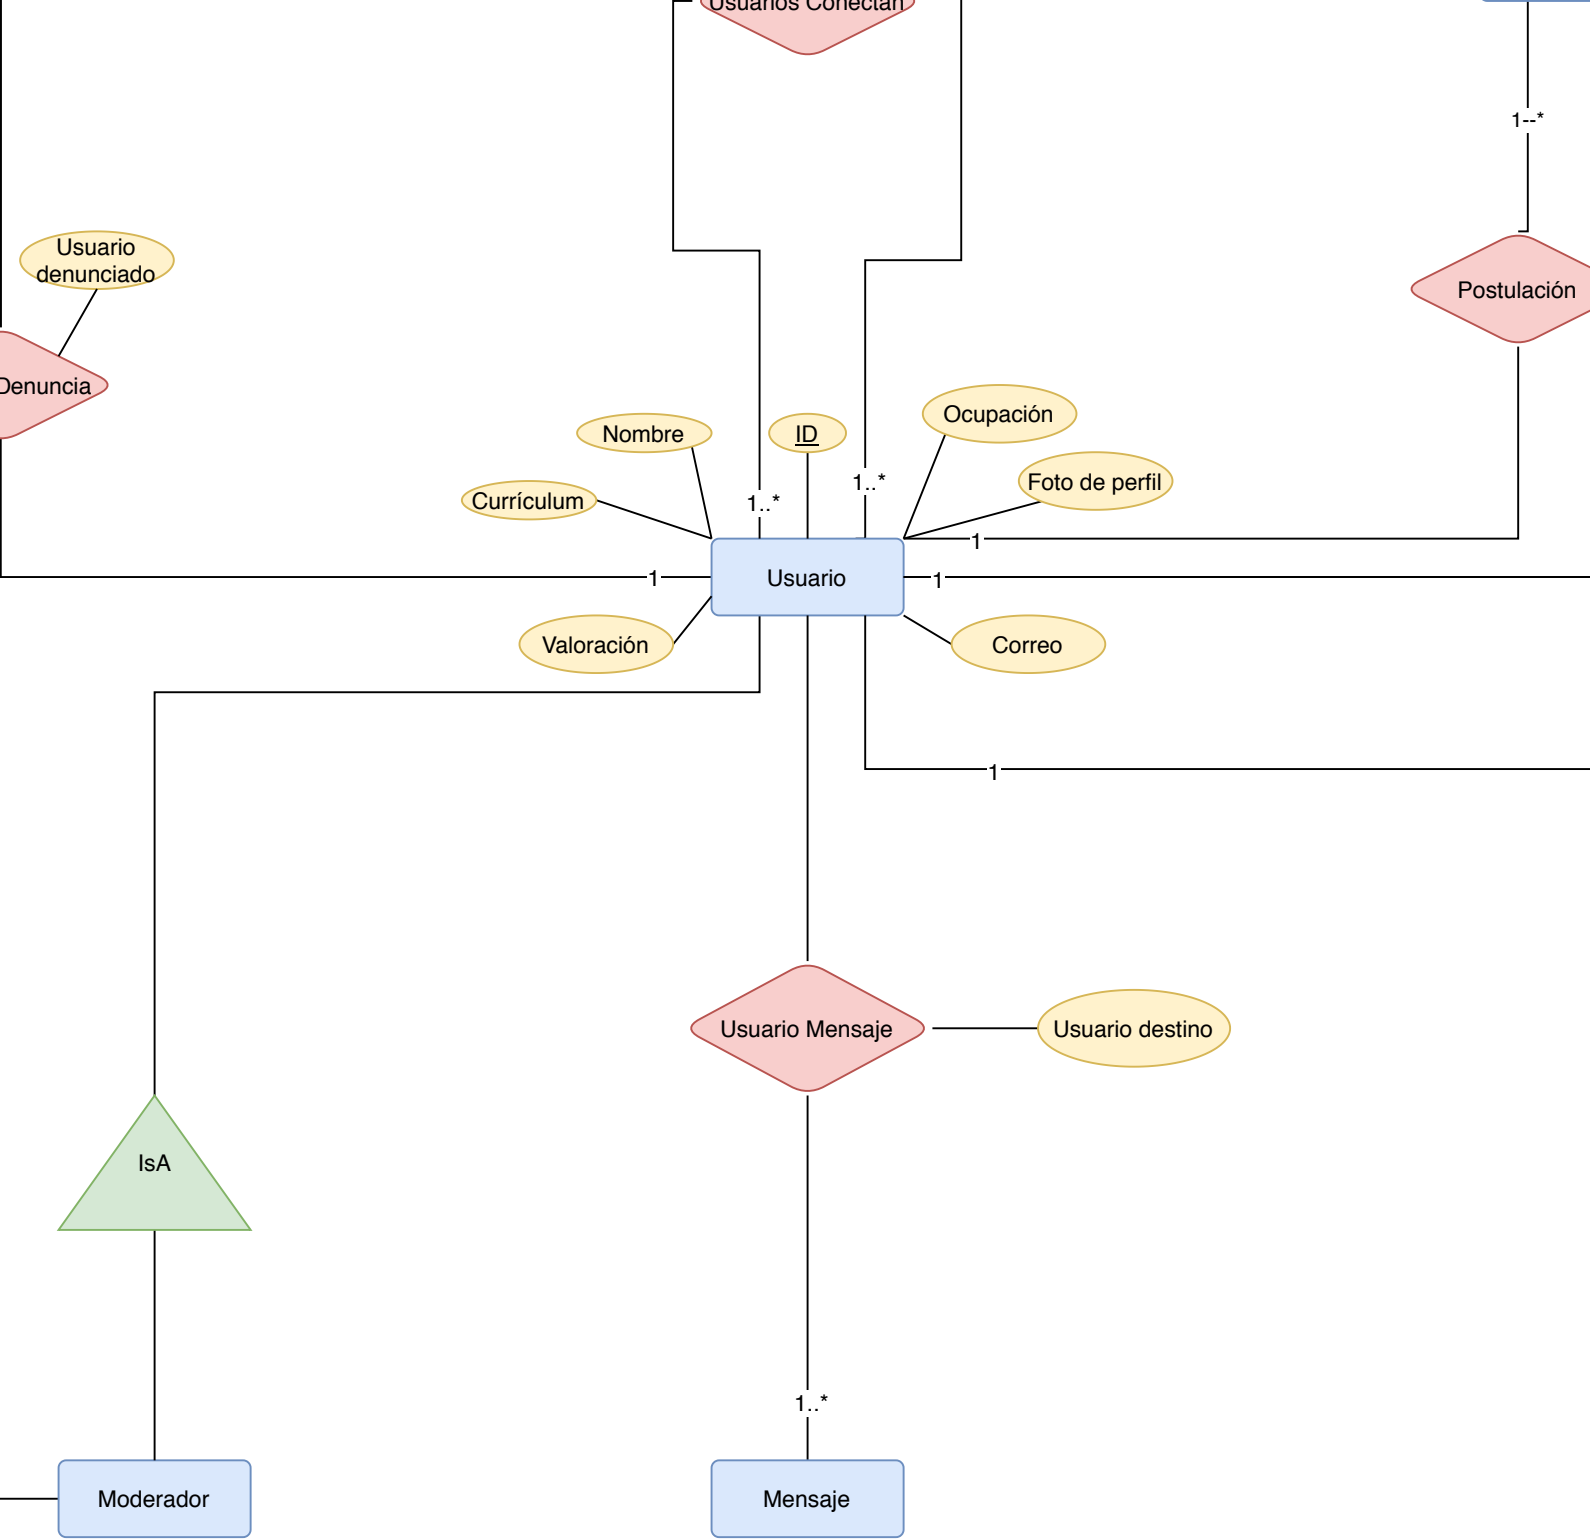 Usuarios Conectan
1--*
Usuario
denunciado
Postulación
Denuncia
Ocupación
Nombre
ID
Foto de perfil
1..*
Currículum
1..*
1
Usuario
1
1
Valoración
Correo
1
Usuario Mensaje
Usuario destino
IsA
1..*
Moderador
Mensaje